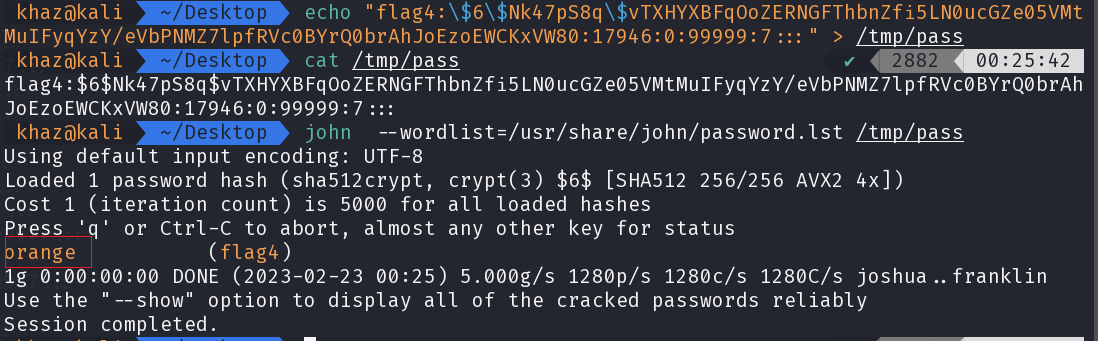 khaz@kali ~/Desktop echo "flag4:\$6\$Nk47pS8q\$vTXHYXBFqOoZERNGFThbnZfi5LN0ucGZe05VMt
MuIFyqYzY/eVbPNMZ7lpfRVc0BYrQ0brAhJoEzoEWCKxVW80:17946:0:99999:7:::" > /tmp/pass
khaz@kali ~/Desktop cat /tmp/pass ✔ 2882 00:25:42
flag4:$6$Nk47pS8q$vTXHYXBFqOoZERNGFThbnZfi5LN0ucGZe05VMtMuIFyqYzY/eVbPNMZ7lpfRVc0BYrQ0brAh
JoEzoEWCKxVW80:17946:0:99999:7:::
khaz@kali ~/Desktop john --wordlist=/usr/share/john/password.lst /tmp/pass
Using default input encoding: UTF-8
Loaded 1 password hash (sha512crypt, crypt(3) $6$ [SHA512 256/256 AVX2 4x])
Cost 1 (iteration count) is 5000 for all loaded hashes
Press 'q' or Ctrl-C to abort, almost any other key for status
orange (flag4)
1g 0:00:00:00 DONE (2023-02-23 00:25) 5.000g/s 1280p/s 1280c/s 1280C/s joshua..franklin
Use the "--show" option to display all of the cracked passwords reliably
Session completed.